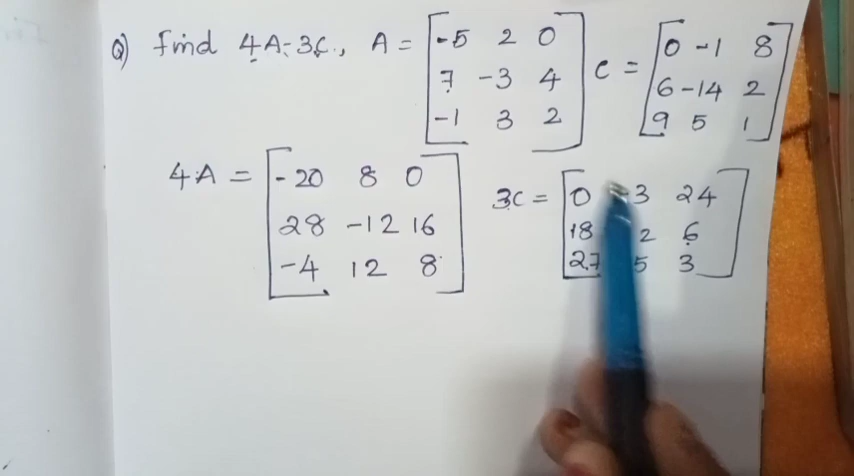 Q) Find 4A-3C., A = [-5 2 0 C = [0 -1 8
7 -3 4 6 -14 2
-1 3 2] 9 5 1]
4A = [-20 8 0 3C = [0 3 24
28 -12 16 18 2 6
-4 12 8] 27 5 3]